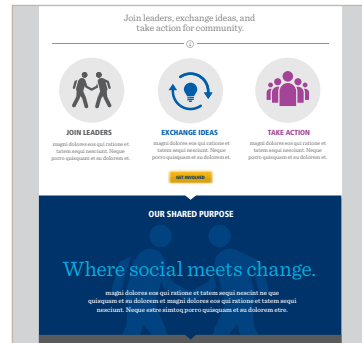 Join leaders, exchange ideas, and
take action for community.
JOIN LEADERS
magni dolores eos qui ratione et
tatem sequi nesciunt. Neque
porro quisquam et su dolorem et.
EXCHANGE IDEAS
magni dolores eos qui ratione et
tatem sequi nesciunt. Neque
porro quisquam et su dolorem et.
TAKE ACTION
magni dolores eos qui ratione et
tatem sequi nesciunt. Neque
porro quisquam et su dolorem et.
GET INVOLVED
OUR SHARED PURPOSE
Where social meets change.
magni dolores eos qui ratione et tatem sequi nescint ne que
quisquam et su dolorem et magni dolores eos qui ratione et tatem sequi
nesciunt. Neque estre simtoq porro quisquam et su dolorem etre.